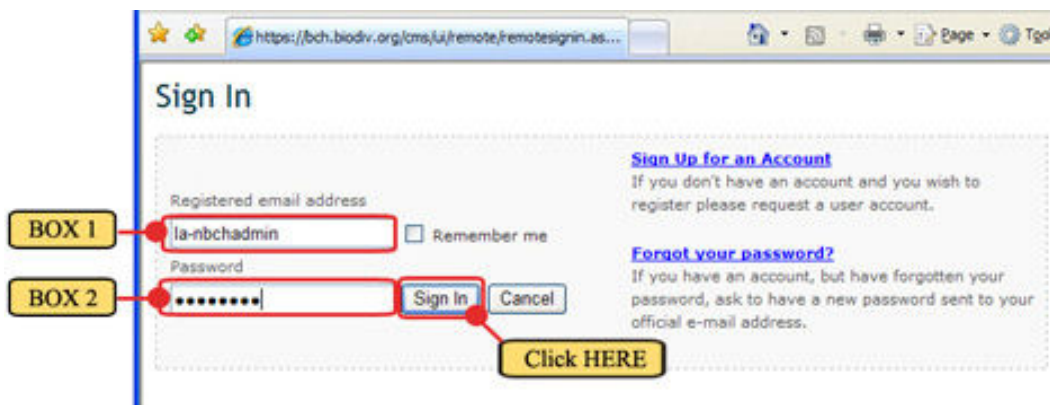 https://bch.biodiv.org/cms/ui/remote/remotesignin.as...
Page
Tool
Sign In
Sign Up for an Account
If you don't have an account and you wish to
register please request a user account.
Registered email address
BOX 1
la-nbchadmin
Remember me
Forgot your password?
If you have an account, but have forgotten your
password, ask to have a new password sent to your
official e-mail address.
Password
BOX 2
••••••••
Sign In
Cancel
Click HERE